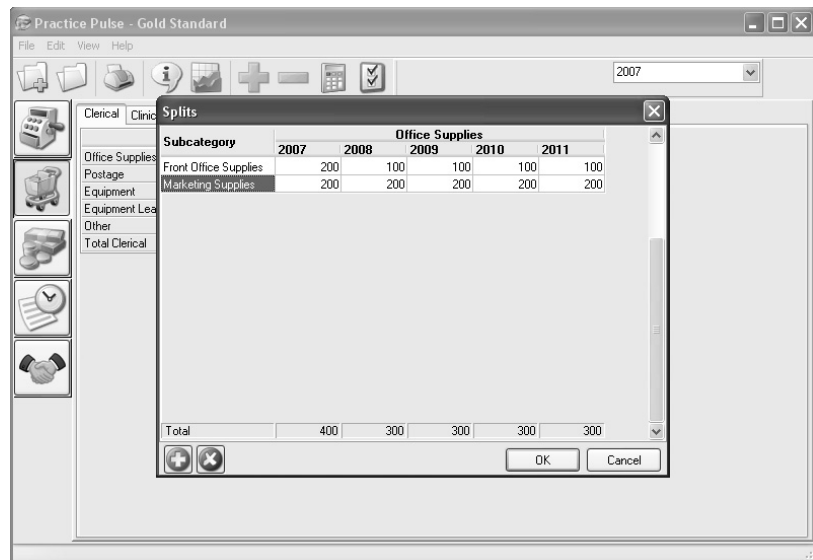 Practice Pulse - Gold Standard
File Edit View Help
2007
Clerical Clinic
Office Supplies
Postage
Equipment
Equipment Lea
Other
Total Clerical
Splits
Office Supplies
Subcategory 2007 2008 2009 2010 2011
Front Office Supplies 200 100 100 100 100
Marketing Supplies 200 200 200 200 200
Total 400 300 300 300 300
OK Cancel